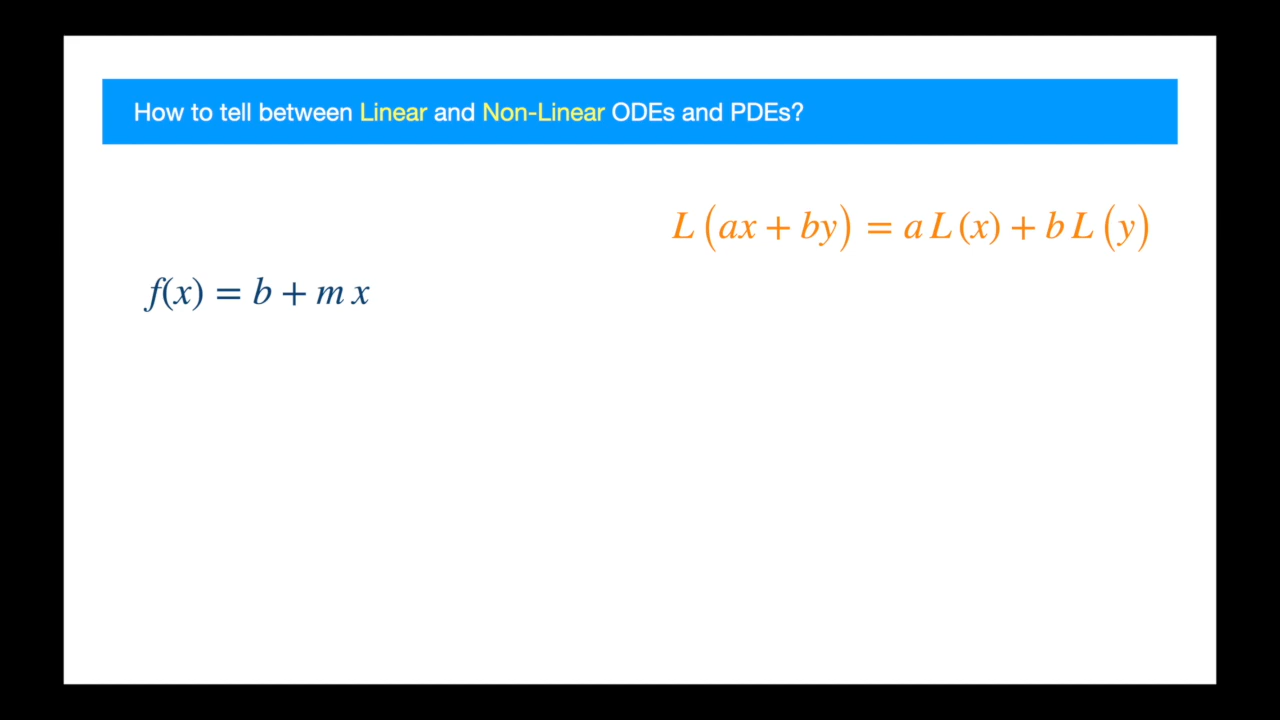 How to tell between Linear and Non-Linear ODEs and PDEs?
L (ax + by) = a L (x) + b L (y)
f(x) = b + m x